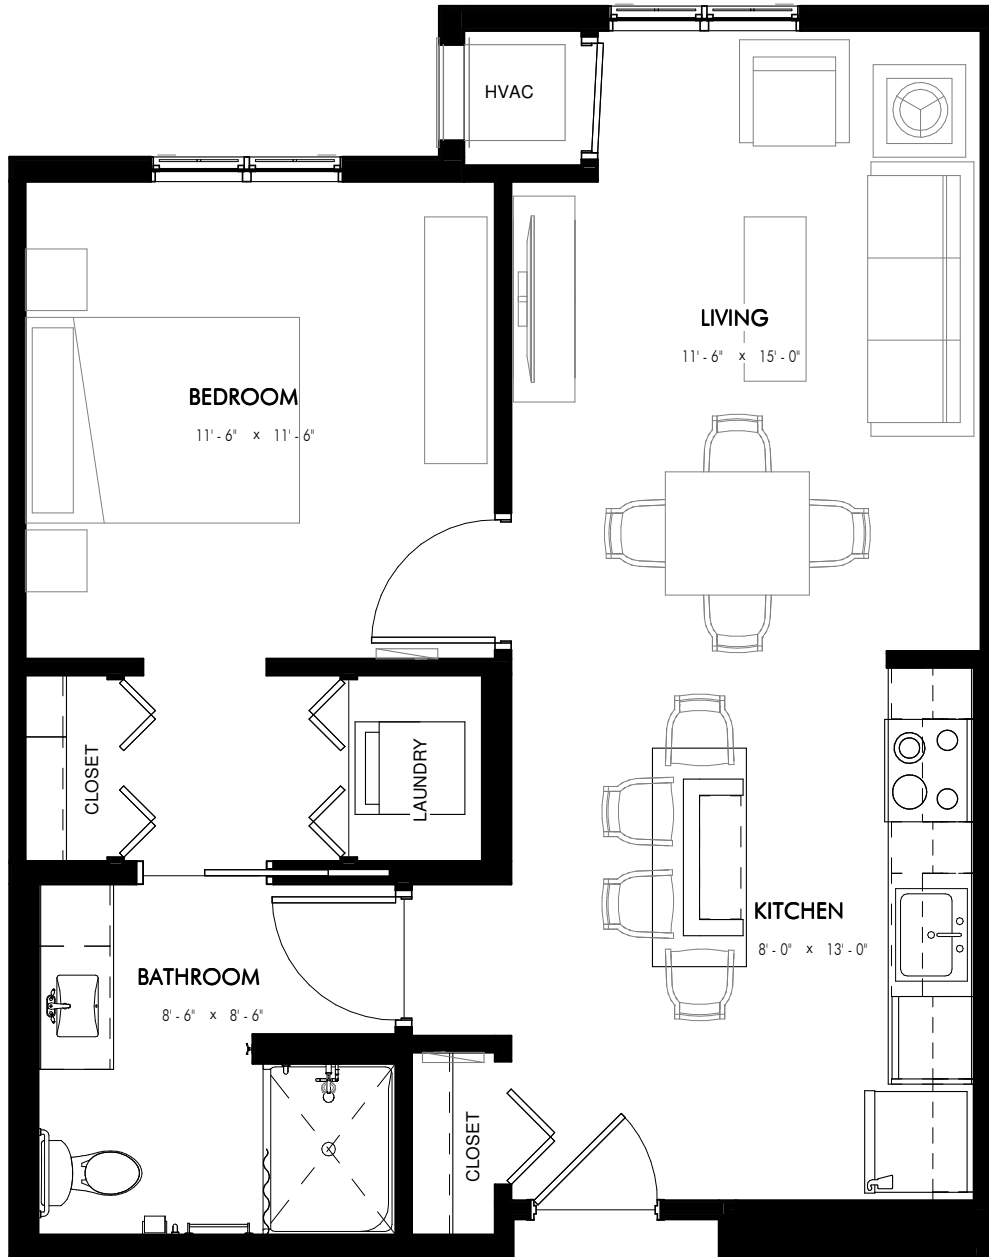 HVAC
LIVING
11' - 6" x 15' - 0"
BEDROOM
11' - 6" x 11' - 6"
CLOSET
LAUNDRY
KITCHEN
8' - 0" x 13' - 0"
BATHROOM
8' - 6" x 8' - 6"
CLOSET